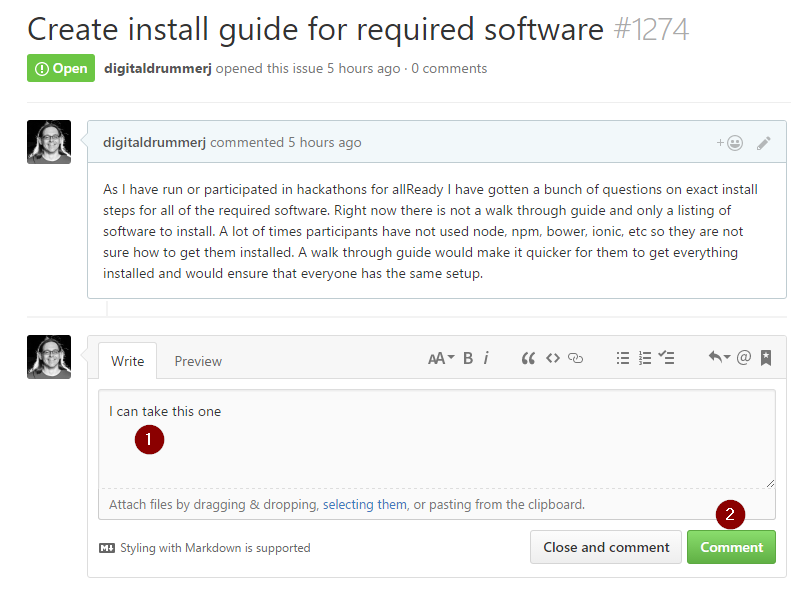 Create install guide for required software #1274
Open digitaldrummerj opened this issue 5 hours ago · 0 comments
digitaldrummerj commented 5 hours ago
As I have run or participated in hackathons for allReady I have gotten a bunch of questions on exact install
steps for all of the required software. Right now there is not a walk through guide and only a listing of
software to install. A lot of times participants have not used node, npm, bower, ionic, etc so they are not
sure how to get them installed. A walk through guide would make it quicker for them to get everything
installed and would ensure that everyone has the same setup.
Write Preview AA B i
I can take this one
1
Attach files by dragging & dropping, selecting them, or pasting from the clipboard.
2
Styling with Markdown is supported Close and comment Comment